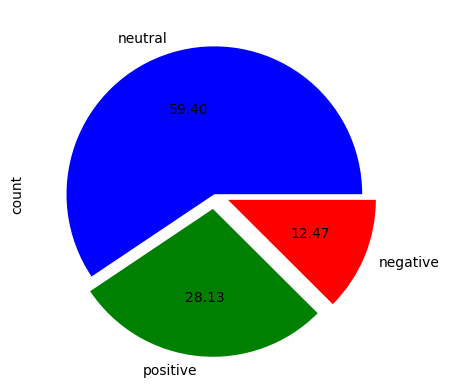 neutral
59.40
count
12.47
negative
28.13
positive